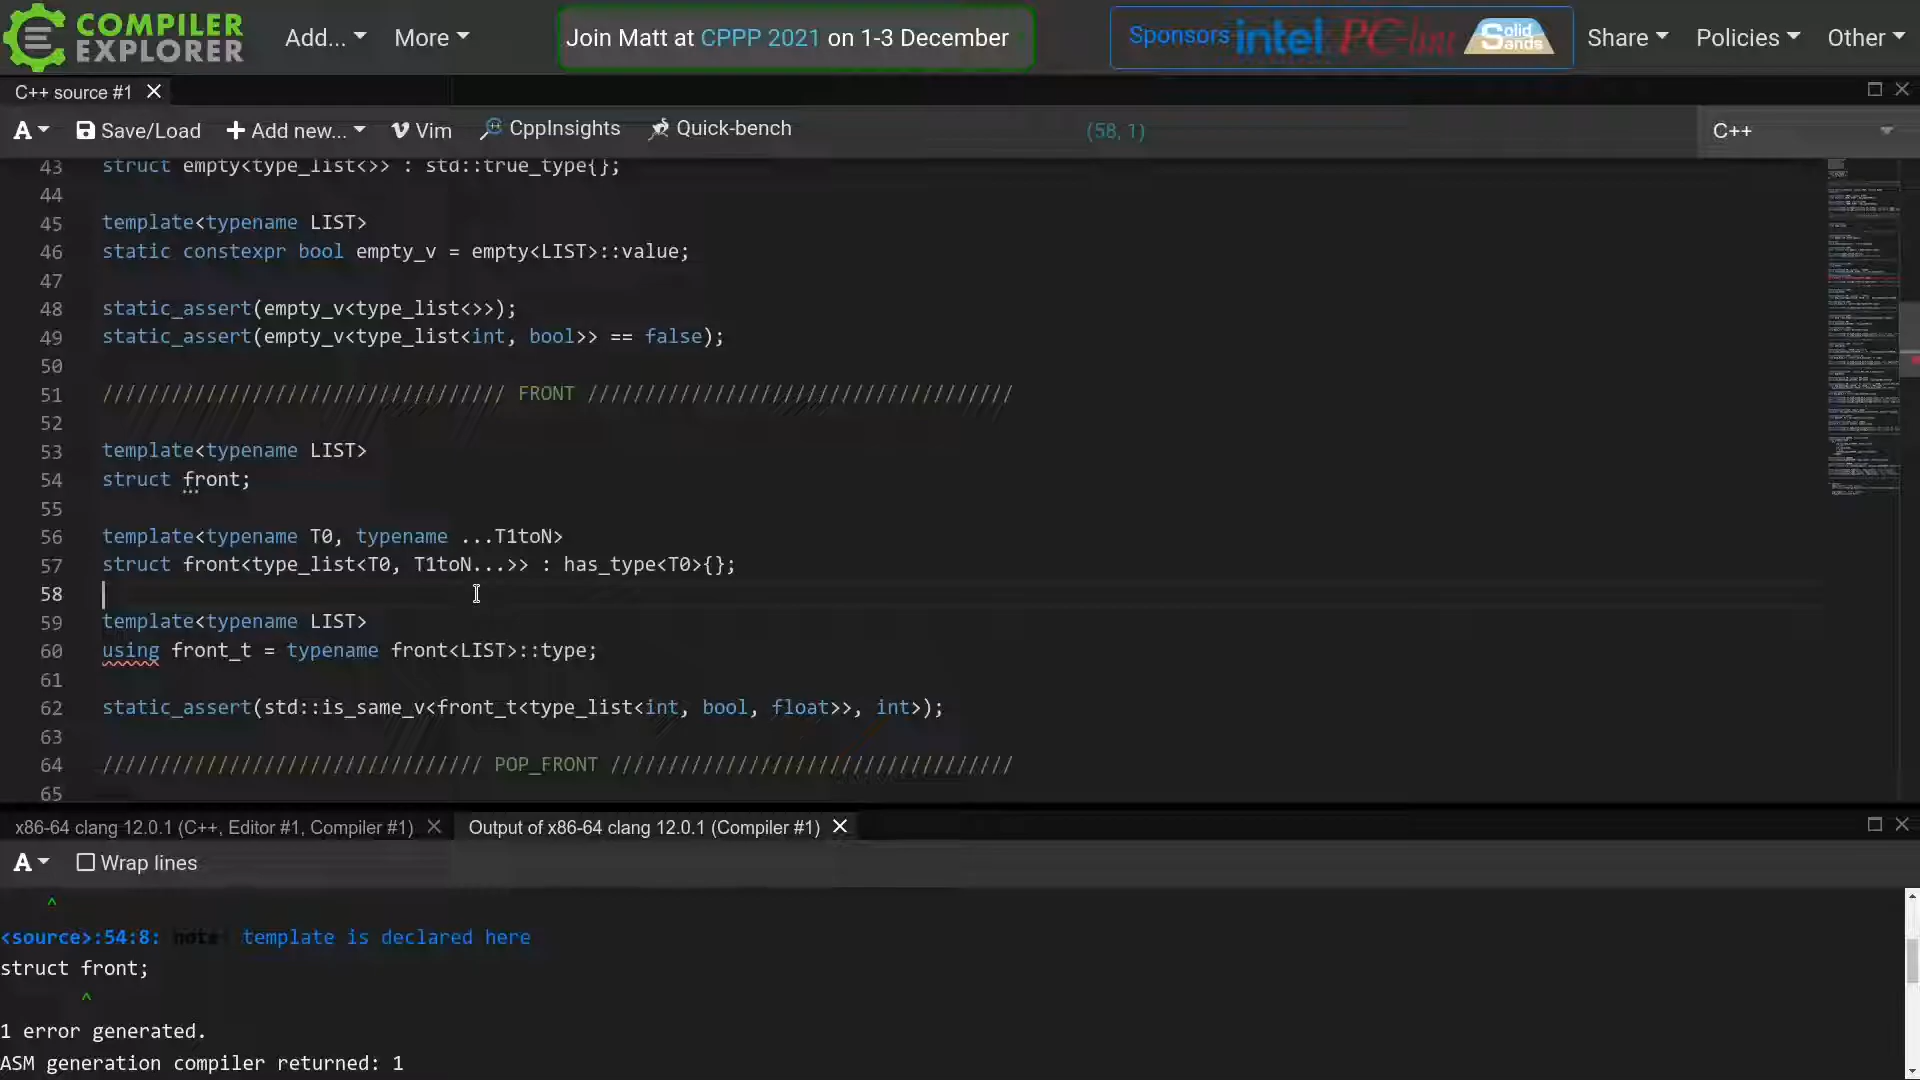 COMPILER EXPLORER
Add...
More
Join Matt at CPPP 2021 on 1-3 December
Sponsors intel PC-lint Solid Sands
Share
Policies
Other
C++ source #1
A
Save/Load
Add new...
Vim
CppInsights
Quick-bench
(58, 1)
C++
43 struct empty<type_list<>> : std::true_type{};
44
45 template<typename LIST>
46 static constexpr bool empty_v = empty<LIST>::value;
47
48 static_assert(empty_v<type_list<>>);
49 static_assert(empty_v<type_list<int, bool>> == false);
50
51 /////////////////////////////////// FRONT /////////////////////////////////////
52
53 template<typename LIST>
54 struct front;
55
56 template<typename T0, typename ...T1toN>
57 struct front<type_list<T0, T1toN...>> : has_type<T0>{};
58
59 template<typename LIST>
60 using front_t = typename front<LIST>::type;
61
62 static_assert(std::is_same_v<front_t<type_list<int, bool, float>>, int>);
63
64 ///////////////////////////////// POP_FRONT ///////////////////////////////////
65
x86-64 clang 12.0.1 (C++, Editor #1, Compiler #1)
Output of x86-64 clang 12.0.1 (Compiler #1)
A
Wrap lines
^
<source>:54:8: note: template is declared here
struct front;
^
1 error generated.
ASM generation compiler returned: 1